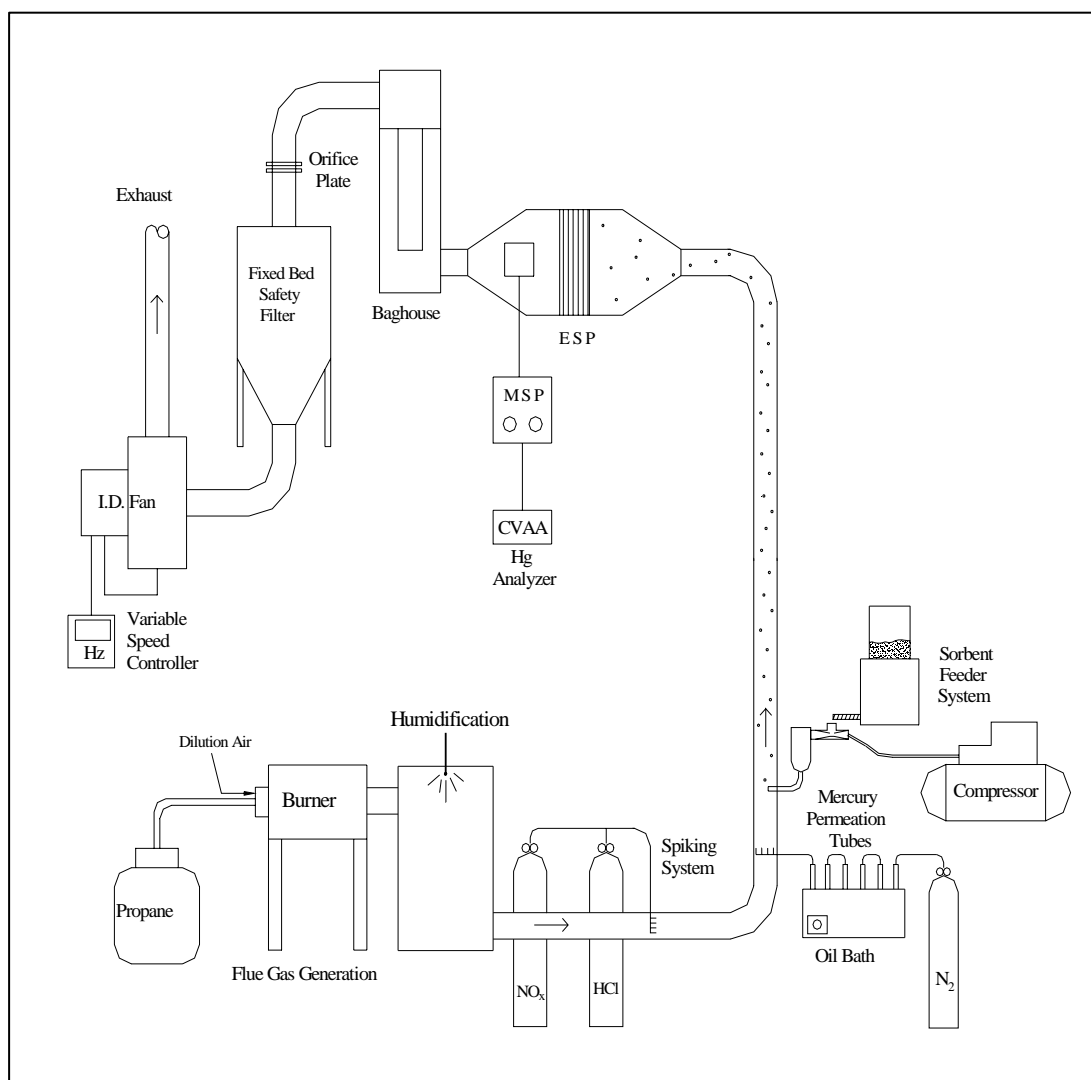 Orifice
Plate
Exhaust
Fixed Bed
Safety
Filter
Baghouse
ESP
MSP
I.D. Fan
CVAA
Hg
Analyzer
Variable
Speed
Controller
Hz
Sorbent
Feeder
System
Humidification
Dilution Air
Burner
Compressor
Mercury
Permeation
Tubes
Spiking
System
Propane
Oil Bath
Flue Gas Generation
NOx
HCl
N2